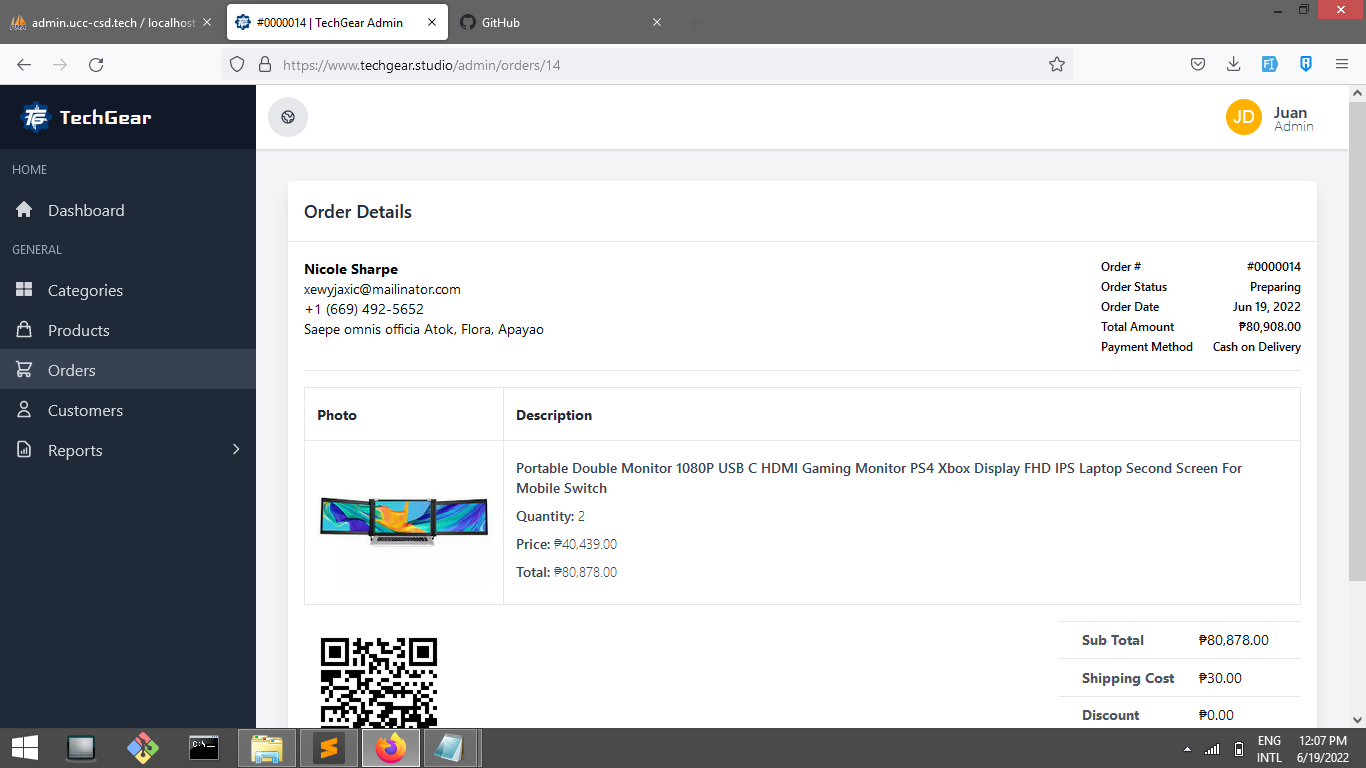 admin.ucc-csd.tech / localhost
#0000014 | TechGear Admin
GitHub
https://www.techgear.studio/admin/orders/14
TechGear
JD
Juan
Admin
HOME
Dashboard
GENERAL
Categories
Products
Orders
Customers
Reports
Order Details
Nicole Sharpe
xewyjaxic@mailinator.com
+1 (669) 492-5652
Saepe omnis officia Atok, Flora, Apayao
Order # #0000014
Order Status Preparing
Order Date Jun 19, 2022
Total Amount ₱80,908.00
Payment Method Cash on Delivery
Photo Description
Portable Double Monitor 1080P USB C HDMI Gaming Monitor PS4 Xbox Display FHD IPS Laptop Second Screen For
Mobile Switch
Quantity: 2
Price: ₱40,439.00
Total: ₱80,878.00
Sub Total ₱80,878.00
Shipping Cost ₱30.00
Discount ₱0.00
ENG 12:07 PM
INTL 6/19/2022